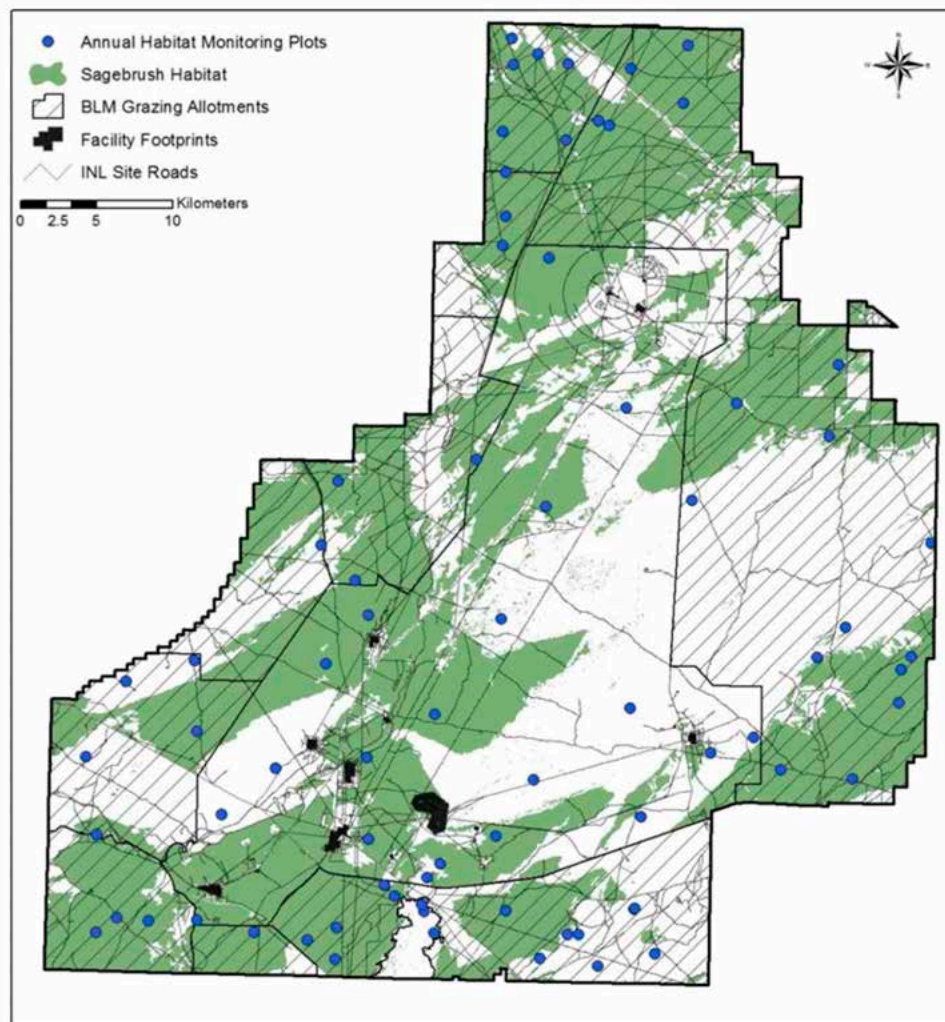 Annual Habitat Monitoring Plots
Sagebrush Habitat
BLM Grazing Allotments
Facility Footprints
INL Site Roads
Kilometers
0 2.5 5 10
N
W E
S